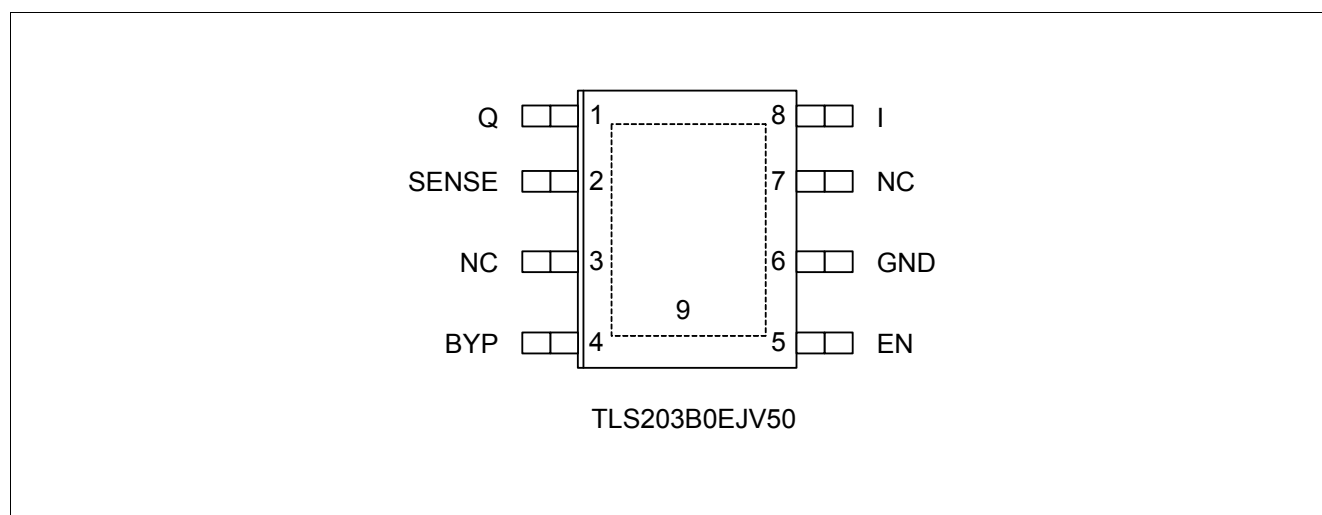 Q 1 8 I
SENSE 2 7 NC
NC 3 6 GND
9
BYP 4 5 EN
TLS203B0EJV50